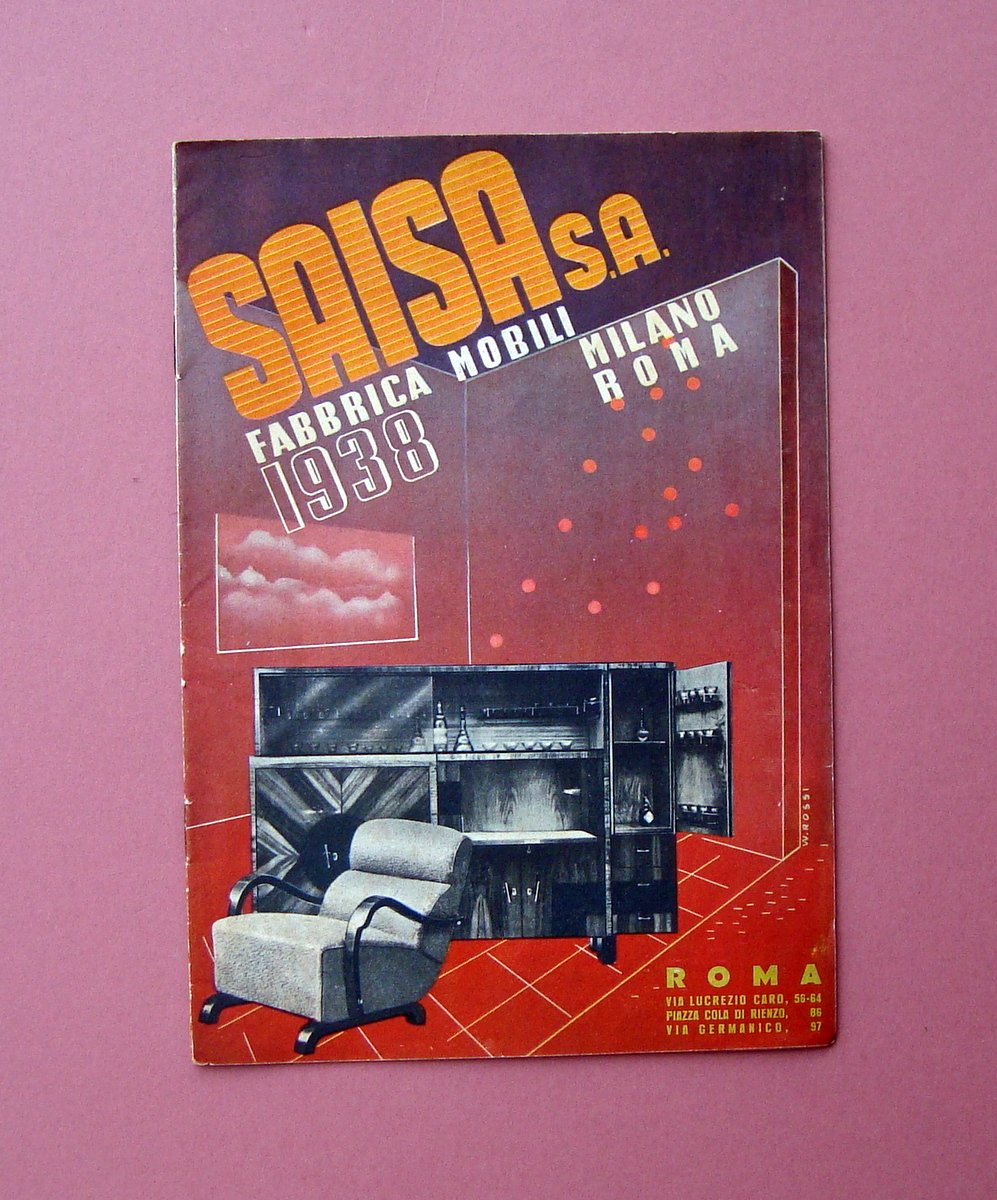 SAISA S.A.
FABBRICA MOBILI
MILANO
ROMA
1938
W. ROSSI
ROMA
VIA LUCREZIO CARO, 56-64
PIAZZA COLA DI RIENZO, 86
VIA GERMANICO, 97